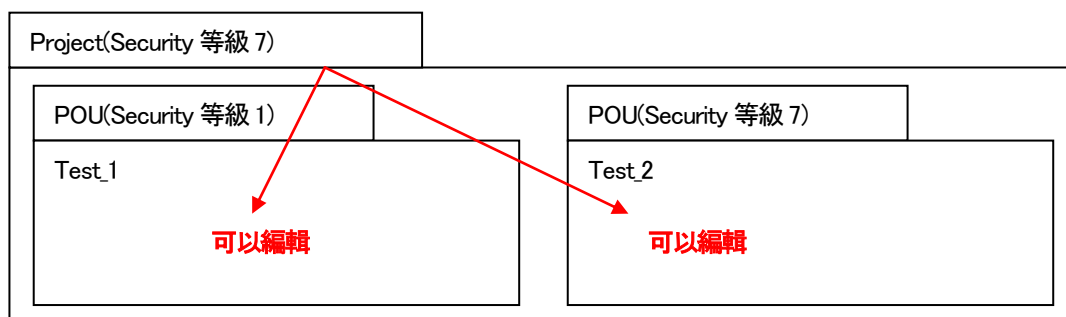 Project(Security 等級 7)
POU(Security 等級 1)
POU(Security 等級 7)
Test_1
Test_2
可以編輯
可以編輯